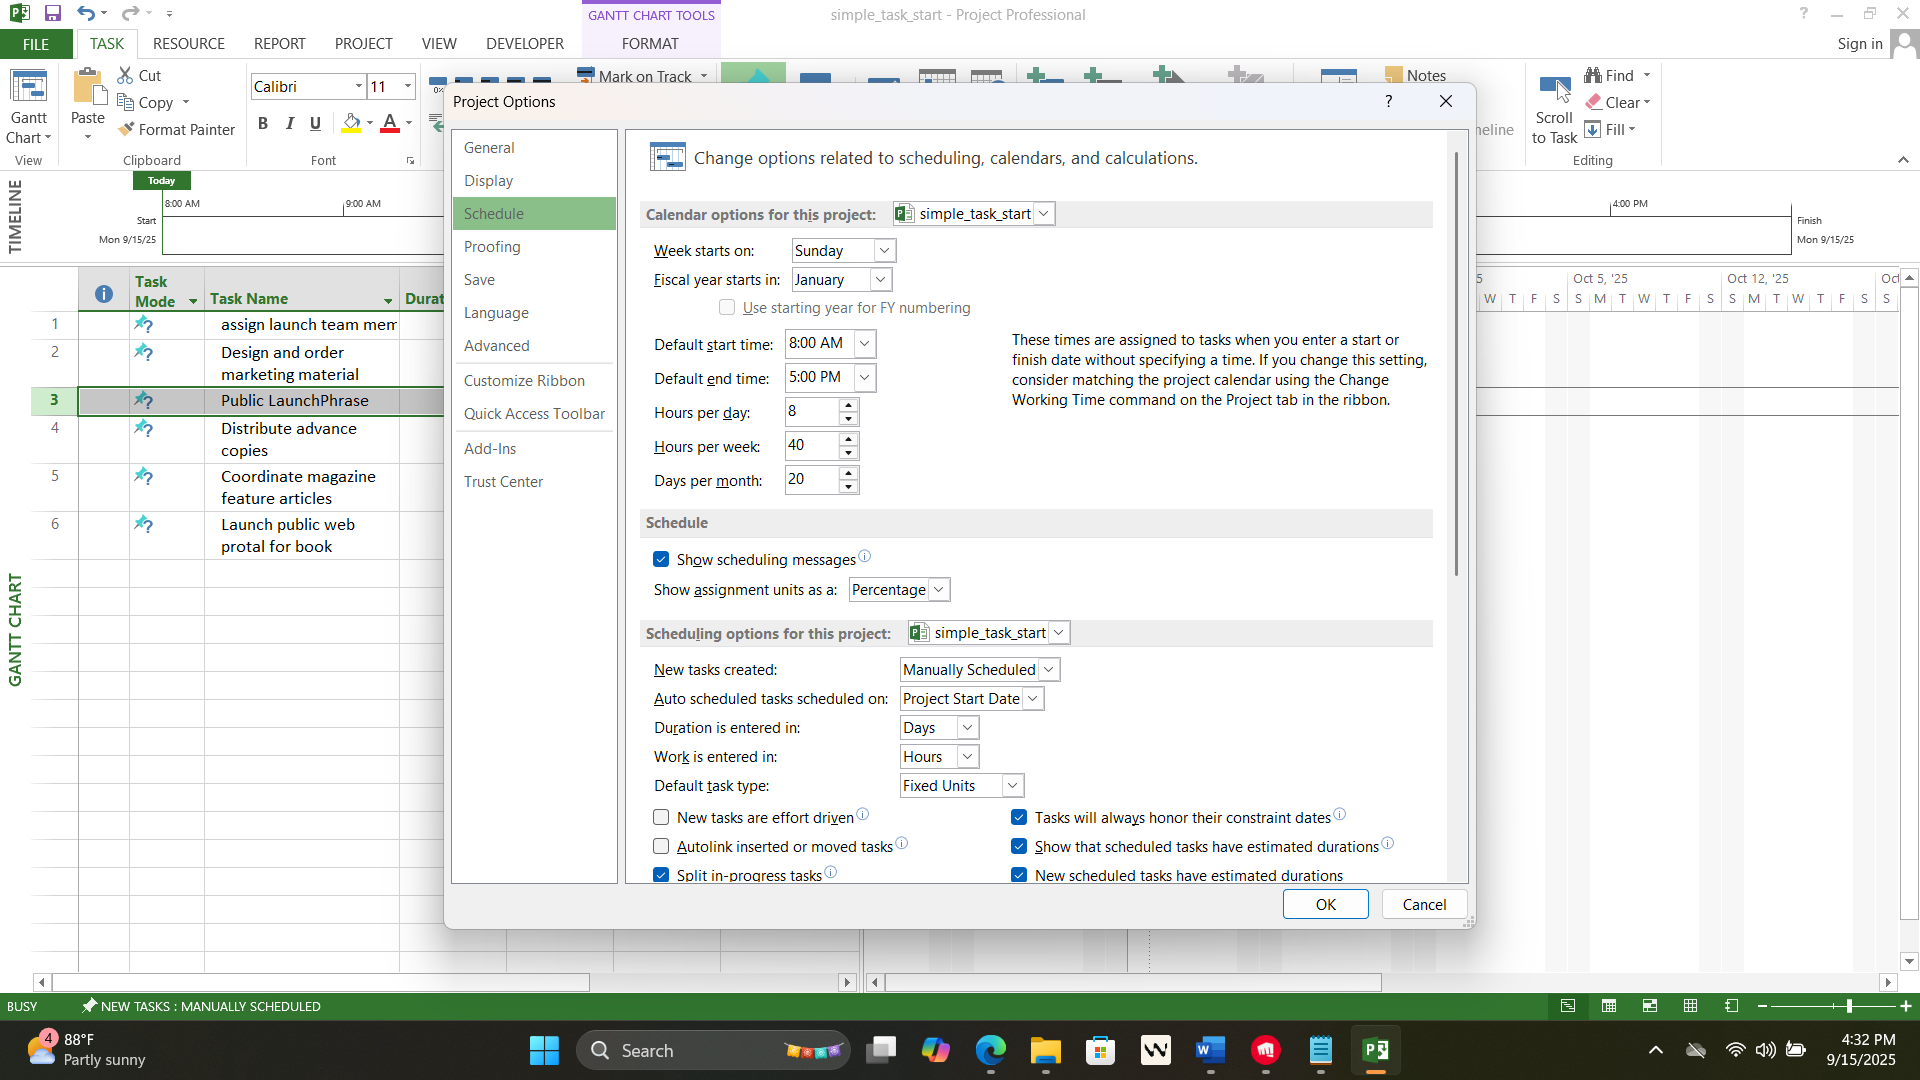 GANTT CHART TOOLS
simple_task_start - Project Professional
FILE
TASK
RESOURCE
REPORT
PROJECT
VIEW
DEVELOPER
FORMAT
Sign in
Gantt
Chart
View
Paste
Cut
Copy
Format Painter
Clipboard
Calibri
11
B
I
U
A
Font
Mark on Track
Notes
Scroll
to Task
Find
Clear
Fill
Editing
TIMELINE
Today
8:00 AM
9:00 AM
4:00 PM
Start
Mon 9/15/25
Finish
Mon 9/15/25
Project Options
?
General
Display
Schedule
Proofing
Save
Language
Advanced
Customize Ribbon
Quick Access Toolbar
Add-Ins
Trust Center
Change options related to scheduling, calendars, and calculations.
Calendar options for this project: simple_task_start
Week starts on: Sunday
Fiscal year starts in: January
Use starting year for FY numbering
Default start time: 8:00 AM
Default end time: 5:00 PM
Hours per day: 8
Hours per week: 40
Days per month: 20
These times are assigned to tasks when you enter a start or
finish date without specifying a time. If you change this setting,
consider matching the project calendar using the Change
Working Time command on the Project tab in the ribbon.
Schedule
Show scheduling messages
Show assignment units as a: Percentage
Scheduling options for this project: simple_task_start
New tasks created: Manually Scheduled
Auto scheduled tasks scheduled on: Project Start Date
Duration is entered in: Days
Work is entered in: Hours
Default task type: Fixed Units
New tasks are effort driven
Tasks will always honor their constraint dates
Autolink inserted or moved tasks
Show that scheduled tasks have estimated durations
Split in-progress tasks
New scheduled tasks have estimated durations
OK
Cancel
GANTT CHART
Task
Mode
Task Name
1 assign launch team
2 Design and order
marketing material
3 Public LaunchPhrase
4 Distribute advance
copies
5 Coordinate magazine
feature articles
6 Launch public web
protal for book
Oct 5, '25
Oct 12, '25
W T F S S M T W T F S S M T W T F S S
BUSY
NEW TASKS : MANUALLY SCHEDULED
4
88°F
Partly sunny
Search
4:32 PM
9/15/2025